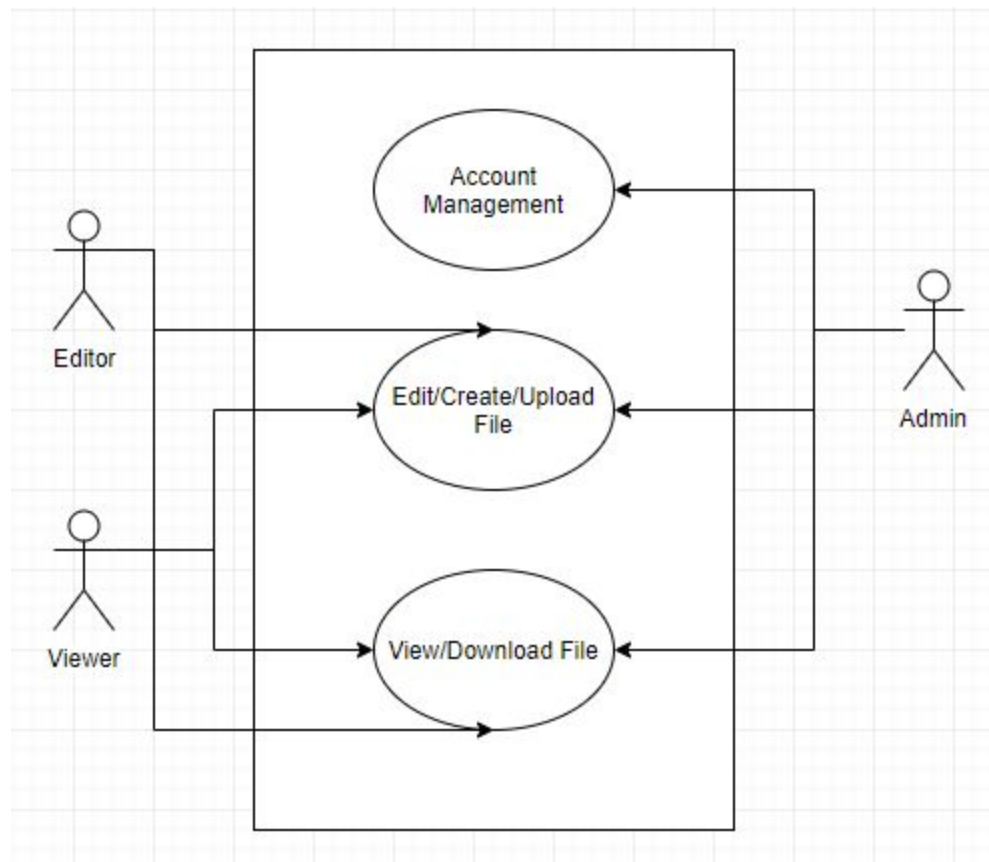 Account
Management
Editor
Edit/Create/Upload
File
Admin
Viewer
View/Download File